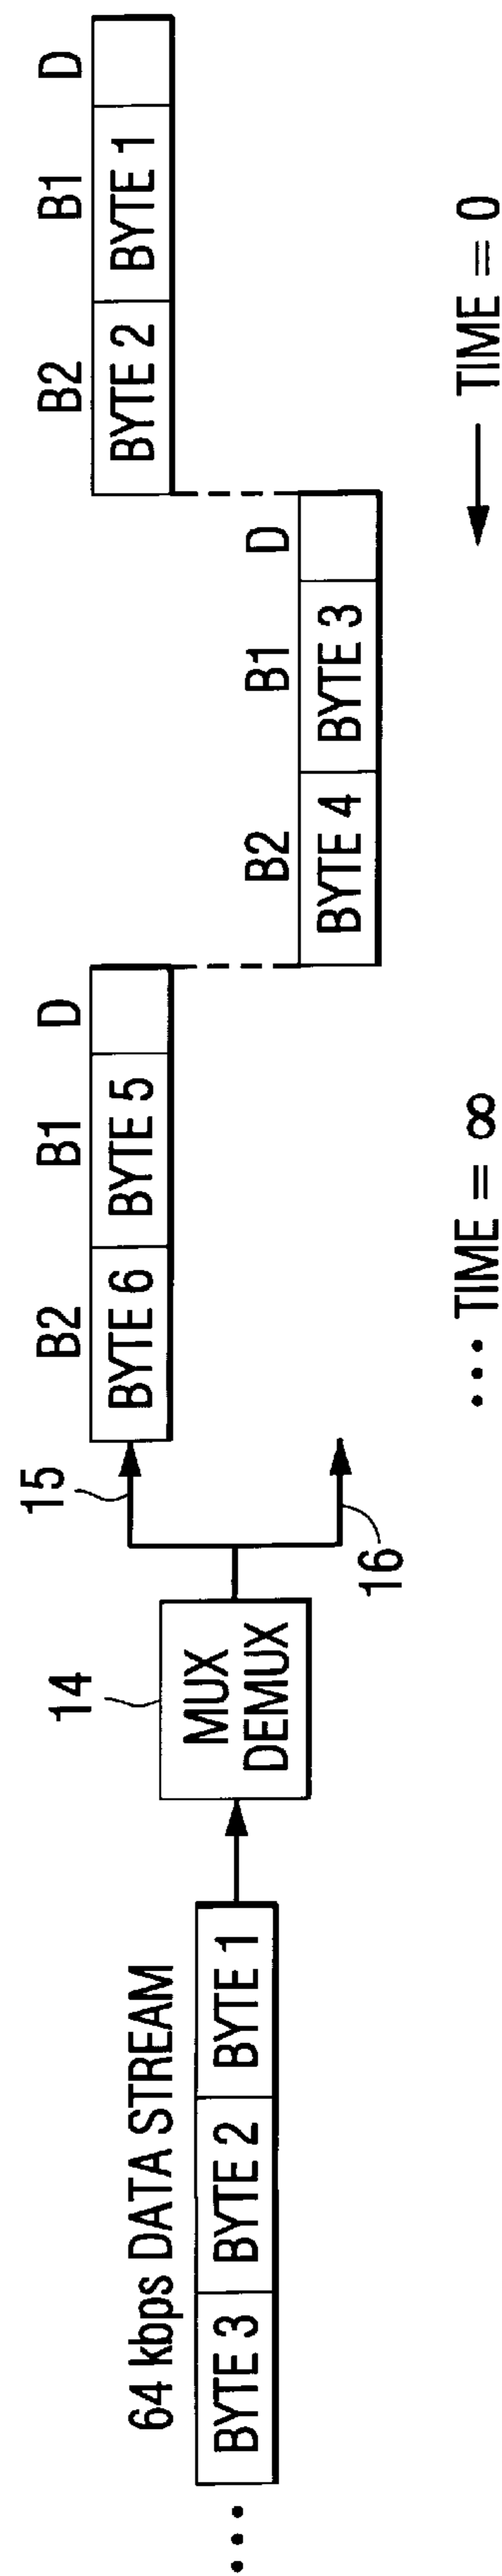 64 kbps DATA STREAM
... BYTE 3 BYTE 2 BYTE 1
14
MUX
DEMUX
15
16
B2 B1 D
BYTE 6 BYTE 5
B2 B1 D
BYTE 4 BYTE 3
B2 B1 D
BYTE 2 BYTE 1
... TIME = ∞
TIME = 0